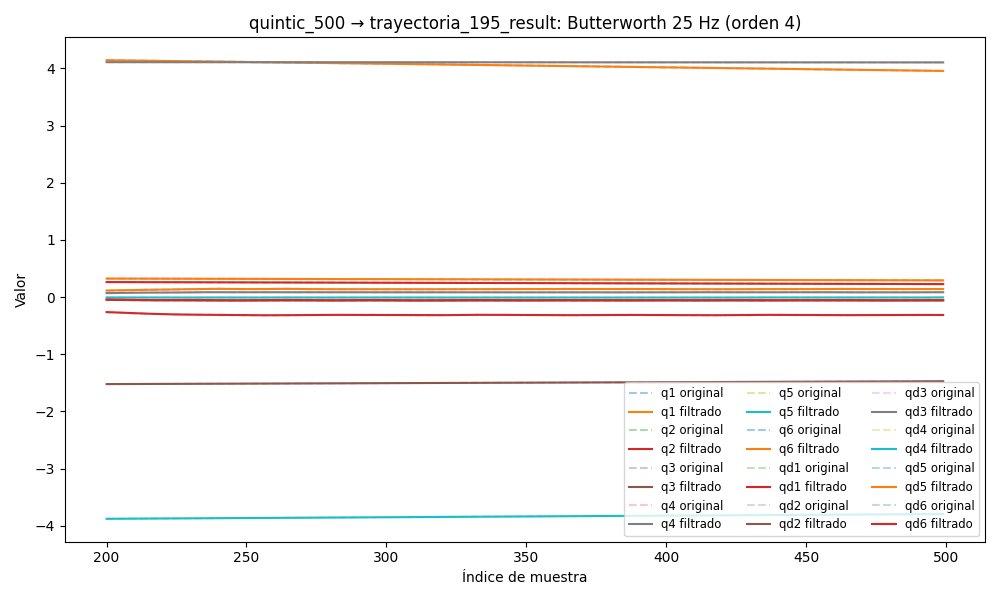 quintic_500 → trayectoria_195_result: Butterworth 25 Hz (orden 4)
Valor
4
3
2
1
0
−1
−2
−3
−4
200
250
300
350
400
450
500
Índice de muestra
q1 original
q1 filtrado
q2 original
q2 filtrado
q3 original
q3 filtrado
q4 original
q4 filtrado
q5 original
q5 filtrado
q6 original
q6 filtrado
qd1 original
qd1 filtrado
qd2 original
qd2 filtrado
qd3 original
qd3 filtrado
qd4 original
qd4 filtrado
qd5 original
qd5 filtrado
qd6 original
qd6 filtrado